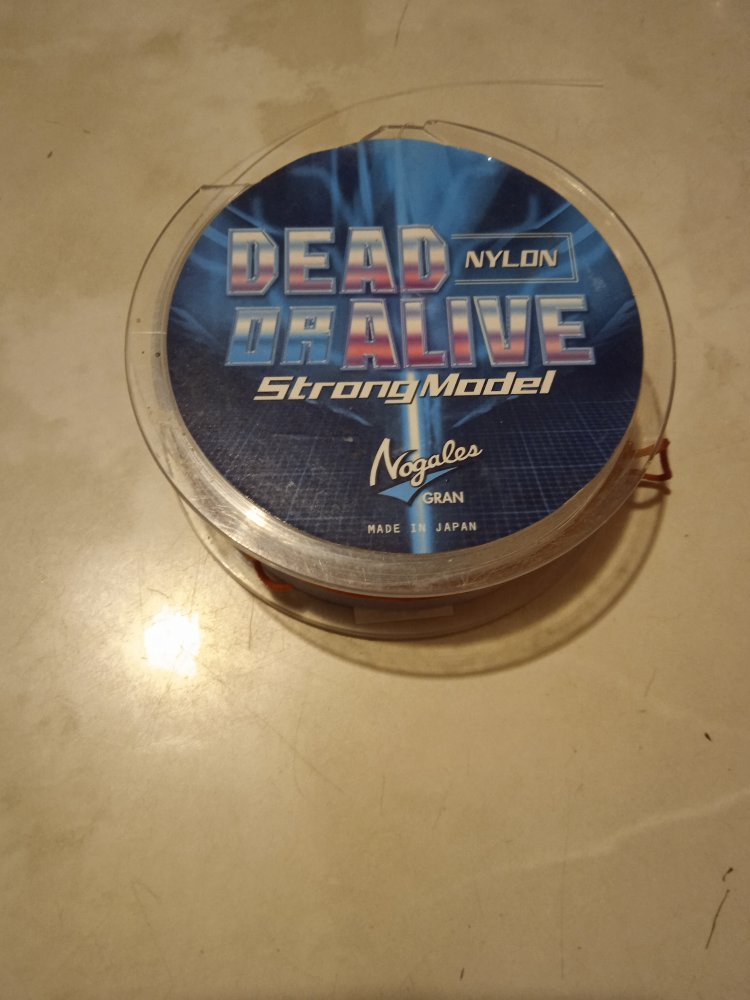 DEAD NYLON
OR ALIVE
Strong Model
Nogales
GRAN
MADE IN JAPAN